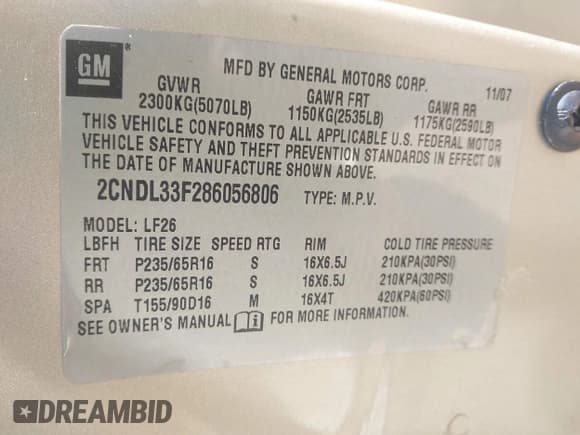 GM
®
MFD BY GENERAL MOTORS CORP. 11/07
GVWR GAWR FRT GAWR RR
2300KG(5070LB) 1150KG(2535LB) 1175KG(2590LB)
THIS VEHICLE CONFORMS TO ALL APPLICABLE U.S. FEDERAL MOTOR
VEHICLE SAFETY AND THEFT PREVENTION STANDARDS IN EFFECT ON
THE DATE OF MANUFACTURE SHOWN ABOVE.
2CNDL33F286056806 TYPE: M.P.V.
MODEL: LF26
LBFH TIRE SIZE SPEED RTG RIM COLD TIRE PRESSURE
FRT P235/65R16 S 16X6.5J 210KPA(30PSI)
RR P235/65R16 S 16X6.5J 210KPA(30PSI)
SPA T155/90D16 M 16X4T 420KPA(60PSI)
SEE OWNER'S MANUAL i FOR MORE INFORMATION.
DREAMBID